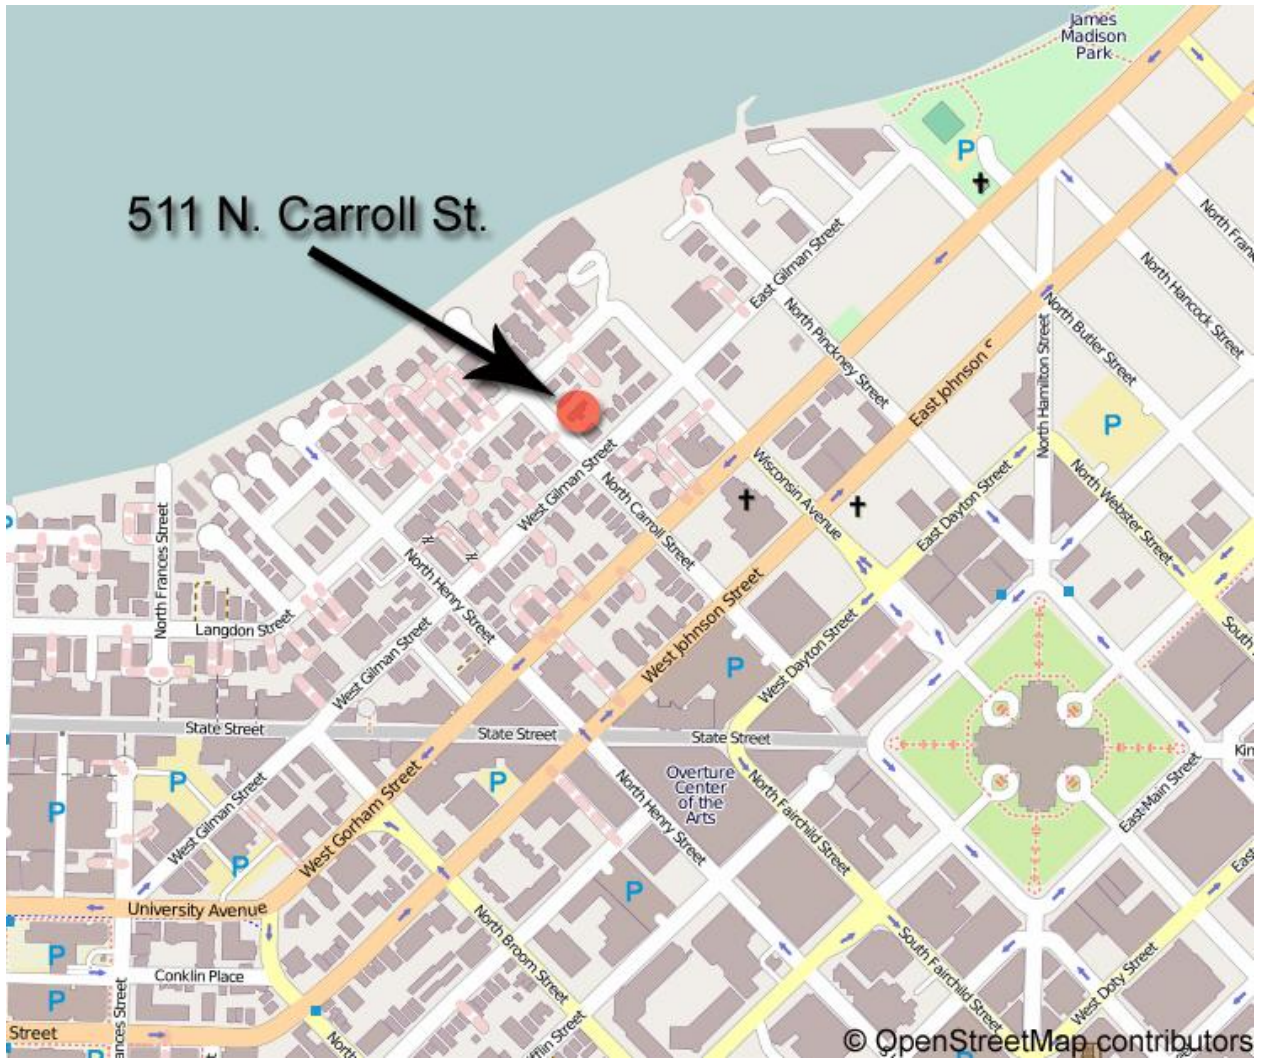 James
Madison
Park
P
511 N. Carroll St.
East Gilman Street
North Pinckney Street
North Hancock Street
North Butler Street
North Hamilton Street
East Johnson
P
Wisconsin Avenue
East Dayton Street
North Webster Street
West Gilman Street
North Carroll Street
North Frances Street
North Henry Street
Langdon Street
West Gilman Street
West Johnson Street
P
West Dayton Street
South
State Street
State Street
State Street
Kin
Overture
Center
of the
Arts
P
P
P
West Gilman Street
West Gorham Street
North Henry Street
North Fairchild Street
East Main Street
East
P
P
University Avenue
P
Conklin Place
P
North Broom Street
South Fairchild Street
West Doty Street
Street
ances Street
P
North
ifflin Street
P
© OpenStreetMap contributors